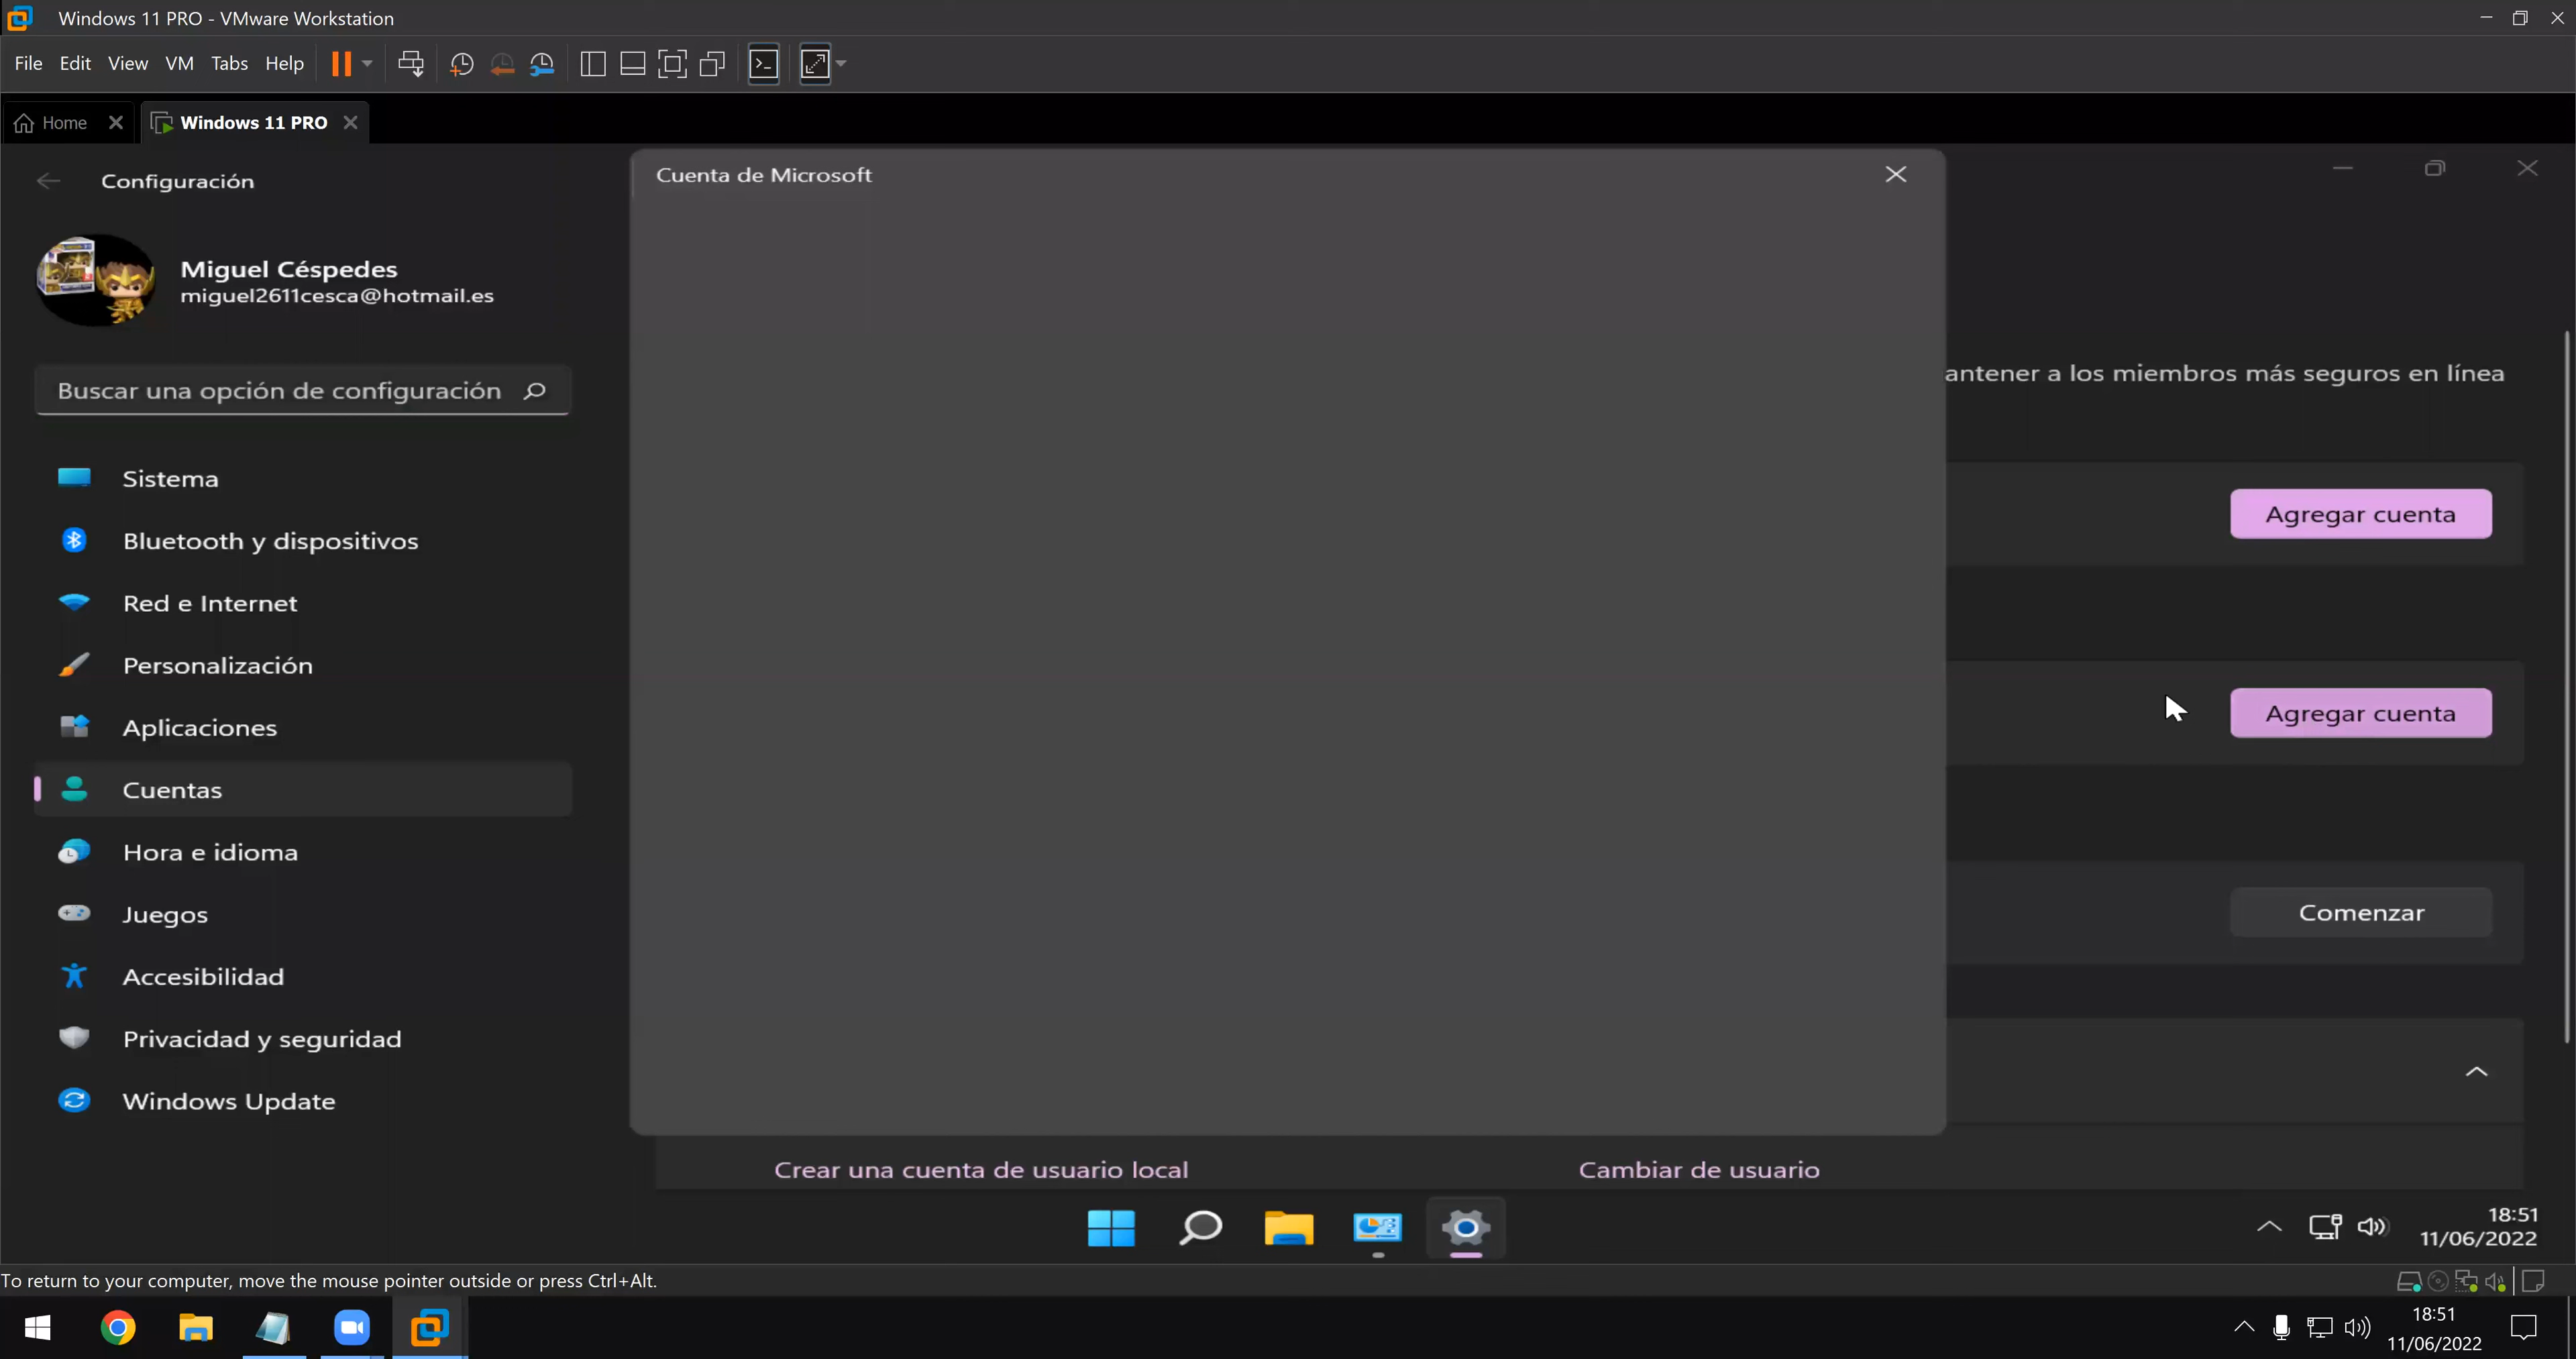 Windows 11 PRO - VMware Workstation
File Edit View VM Tabs Help
Home
Windows 11 PRO
Configuración
Cuenta de Microsoft
Miguel Céspedes
miguel2611cesca@hotmail.es
Buscar una opción de configuración
antener a los miembros más seguros en línea
Sistema
Agregar cuenta
Bluetooth y dispositivos
Red e Internet
Personalización
Agregar cuenta
Aplicaciones
Cuentas
Hora e idioma
Juegos
Comenzar
Accesibilidad
Privacidad y seguridad
Windows Update
Crear una cuenta de usuario local
Cambiar de usuario
18:51
11/06/2022
To return to your computer, move the mouse pointer outside or press Ctrl+Alt.
18:51
11/06/2022